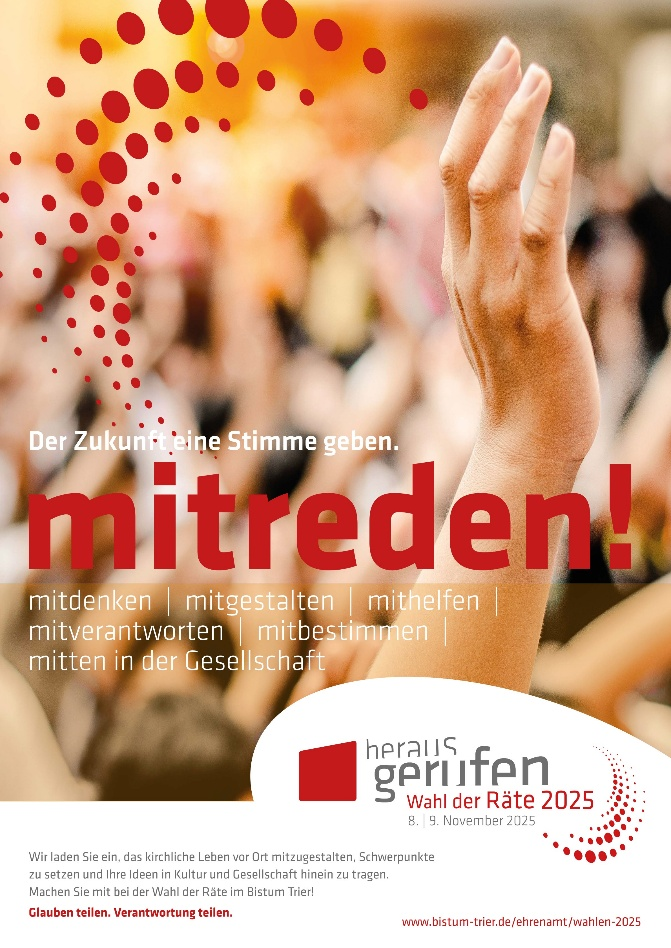 Der Zukunft eine Stimme geben.
mitreden!
mitdenken | mitgestalten | mithelfen |
mitverantworten | mitbestimmen |
mitten in der Gesellschaft
heraus
gerufen
Wahl der Räte 2025
8. | 9. November 2025
Wir laden Sie ein, das kirchliche Leben vor Ort mitzugestalten, Schwerpunkte
zu setzen und Ihre Ideen in Kultur und Gesellschaft hinein zu tragen.
Machen Sie mit bei der Wahl der Räte im Bistum Trier!
Glauben teilen. Verantwortung teilen.
www.bistum-trier.de/ehrenamt/wahlen-2025